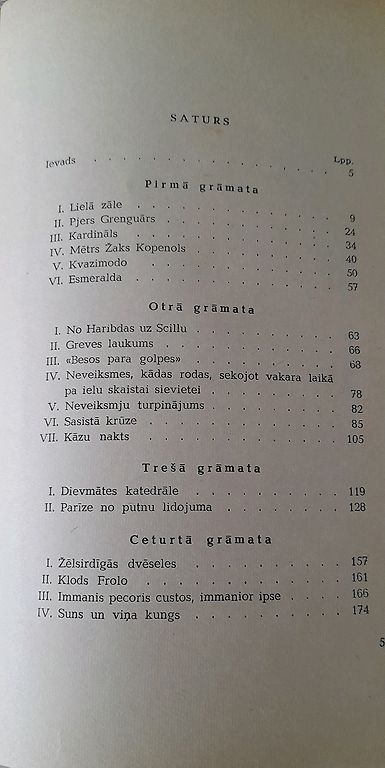 SATURS
Lpp.
Ievads . . . . . . . . . . . . . . . 5
Pirmā grāmata
I. Lielā zāle . . . . . . . . . . . . 9
II. Pjērs Grenguārs . . . . . . . . . . 24
III. Kardināls . . . . . . . . . . . . 34
IV. Mētrs Žaks Kopenols . . . . . . . . 40
V. Kvazimodo . . . . . . . . . . . . 50
VI. Esmeralda . . . . . . . . . . . . 57
Otrā grāmata
I. No Haribdas uz Scillu . . . . . . . . 63
II. Grēves laukums . . . . . . . . . . 66
III. «Besos para golpes» . . . . . . . . 68
IV. Neveiksmes, kādas rodas, sekojot vakara laikā
pa ielu skaistai sievietei . . . . . . . 78
V. Neveiksmju turpinājums . . . . . . . 82
VI. Sasistā krūze . . . . . . . . . . . 85
VII. Kāzu nakts . . . . . . . . . . . 105
Trešā grāmata
I. Dievmātes katedrāle . . . . . . . . 119
II. Parīze no putnu lidojuma . . . . . . . 128
Ceturtā grāmata
I. Žēlsirdīgās dvēseles . . . . . . . . 157
II. Klods Frolo . . . . . . . . . . . 161
III. Immanis pecoris custos, immanior ipse . . . . 166
IV. Suns un viņa kungs . . . . . . . . 174
5